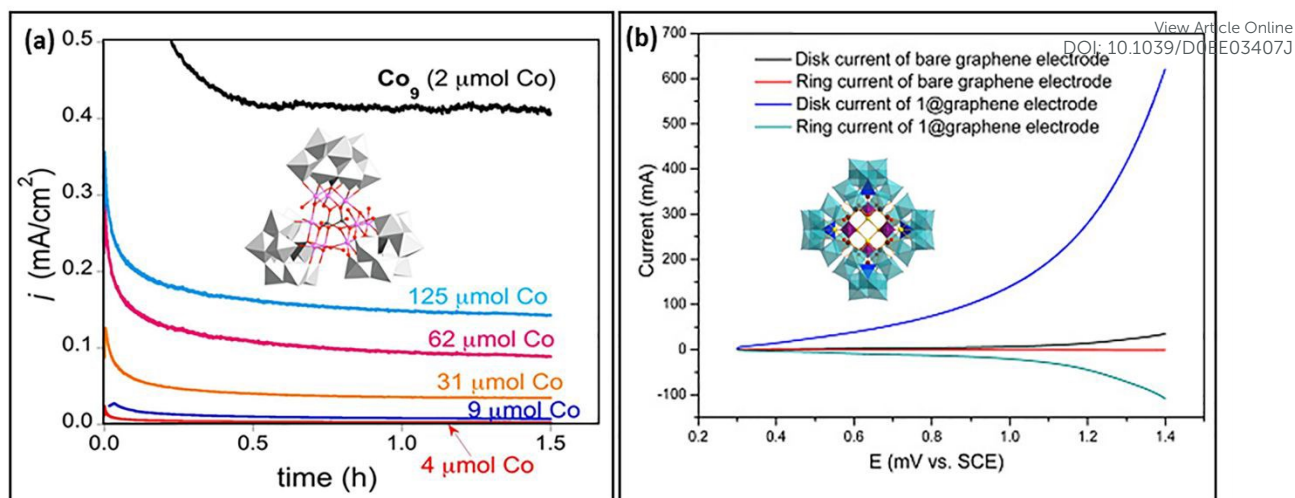 View Article Online
DOI: 10.1039/D0EE03407J
(a)
0.5
0.4
0.3
0.2
0.1
0.0
j (mA/cm²)
Co₉ (2 μmol Co)
125 μmol Co
62 μmol Co
31 μmol Co
9 μmol Co
4 μmol Co
0.0 0.5 1.0 1.5
time (h)
(b)
700
600
500
400
300
200
100
0
-100
Current (mA)
Disk current of bare graphene electrode
Ring current of bare graphene electrode
Disk current of 1@graphene electrode
Ring current of 1@graphene electrode
0.2 0.4 0.6 0.8 1.0 1.2 1.4
E (mV vs. SCE)